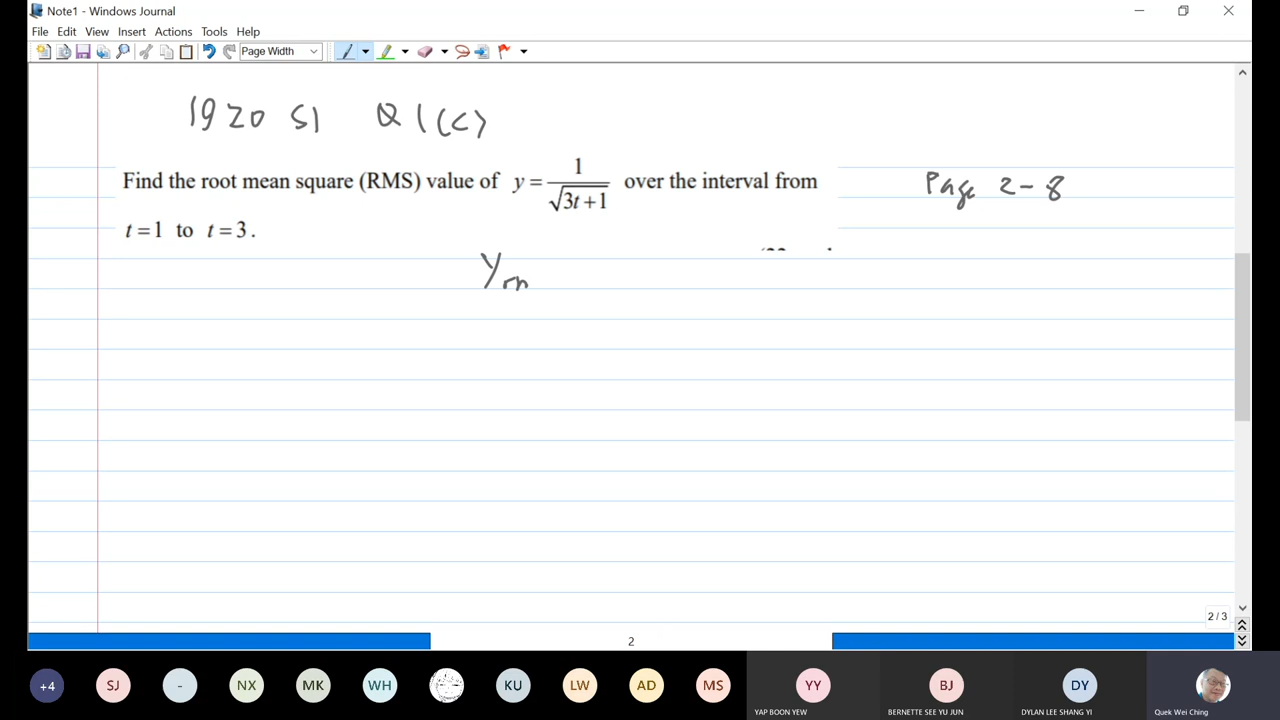 Note1 - Windows Journal
File Edit View Insert Actions Tools Help
Page Width
1920 S1 Q1(c)
Find the root mean square (RMS) value of y = 1/√(3t+1) over the interval from
t = 1 to t = 3.
Page 2-8
Yrm
2/3
2
+4 SJ - NX MK WH KU LW AD MS YY BJ DY
YAP BOON YEW BERNETTE SEE YU JUN DYLAN LEE SHANG YI Quek Wei Ching